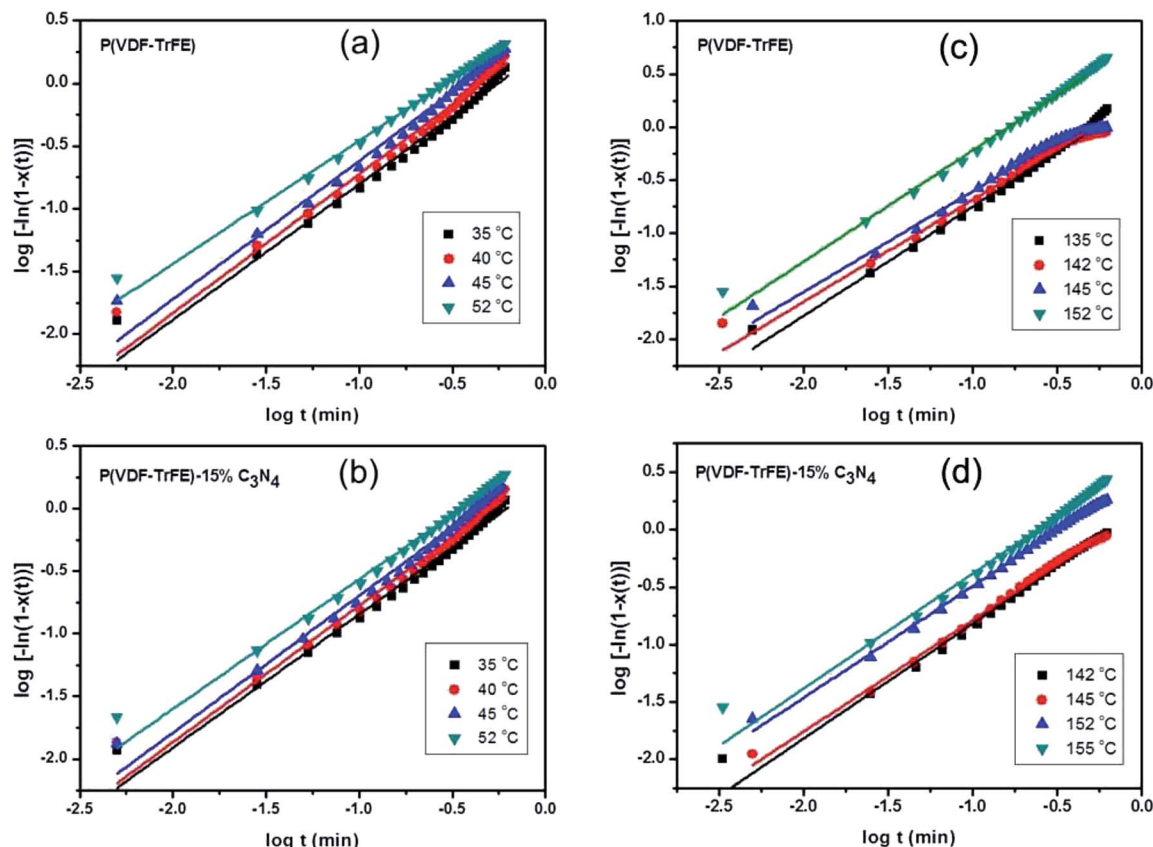 P(VDF-TrFE)
(a)
log [-ln(1-x(t))]
0.5
0.0
-0.5
-1.0
-1.5
-2.0
35 °C
40 °C
45 °C
52 °C
-2.5 -2.0 -1.5 -1.0 -0.5 0.0
log t (min)
P(VDF-TrFE)
(c)
log [-ln(1-x(t))]
1.0
0.5
0.0
-0.5
-1.0
-1.5
-2.0
135 °C
142 °C
145 °C
152 °C
-2.5 -2.0 -1.5 -1.0 -0.5 0.0
log t (min)
P(VDF-TrFE)-15% C₃N₄
(b)
log [-ln(1-x(t))]
0.5
0.0
-0.5
-1.0
-1.5
-2.0
35 °C
40 °C
45 °C
52 °C
-2.5 -2.0 -1.5 -1.0 -0.5 0.0
log t (min)
P(VDF-TrFE)-15% C₃N₄
(d)
log [-ln(1-x(t))]
0.5
0.0
-0.5
-1.0
-1.5
-2.0
142 °C
145 °C
152 °C
155 °C
-2.5 -2.0 -1.5 -1.0 -0.5 0.0
log t (min)